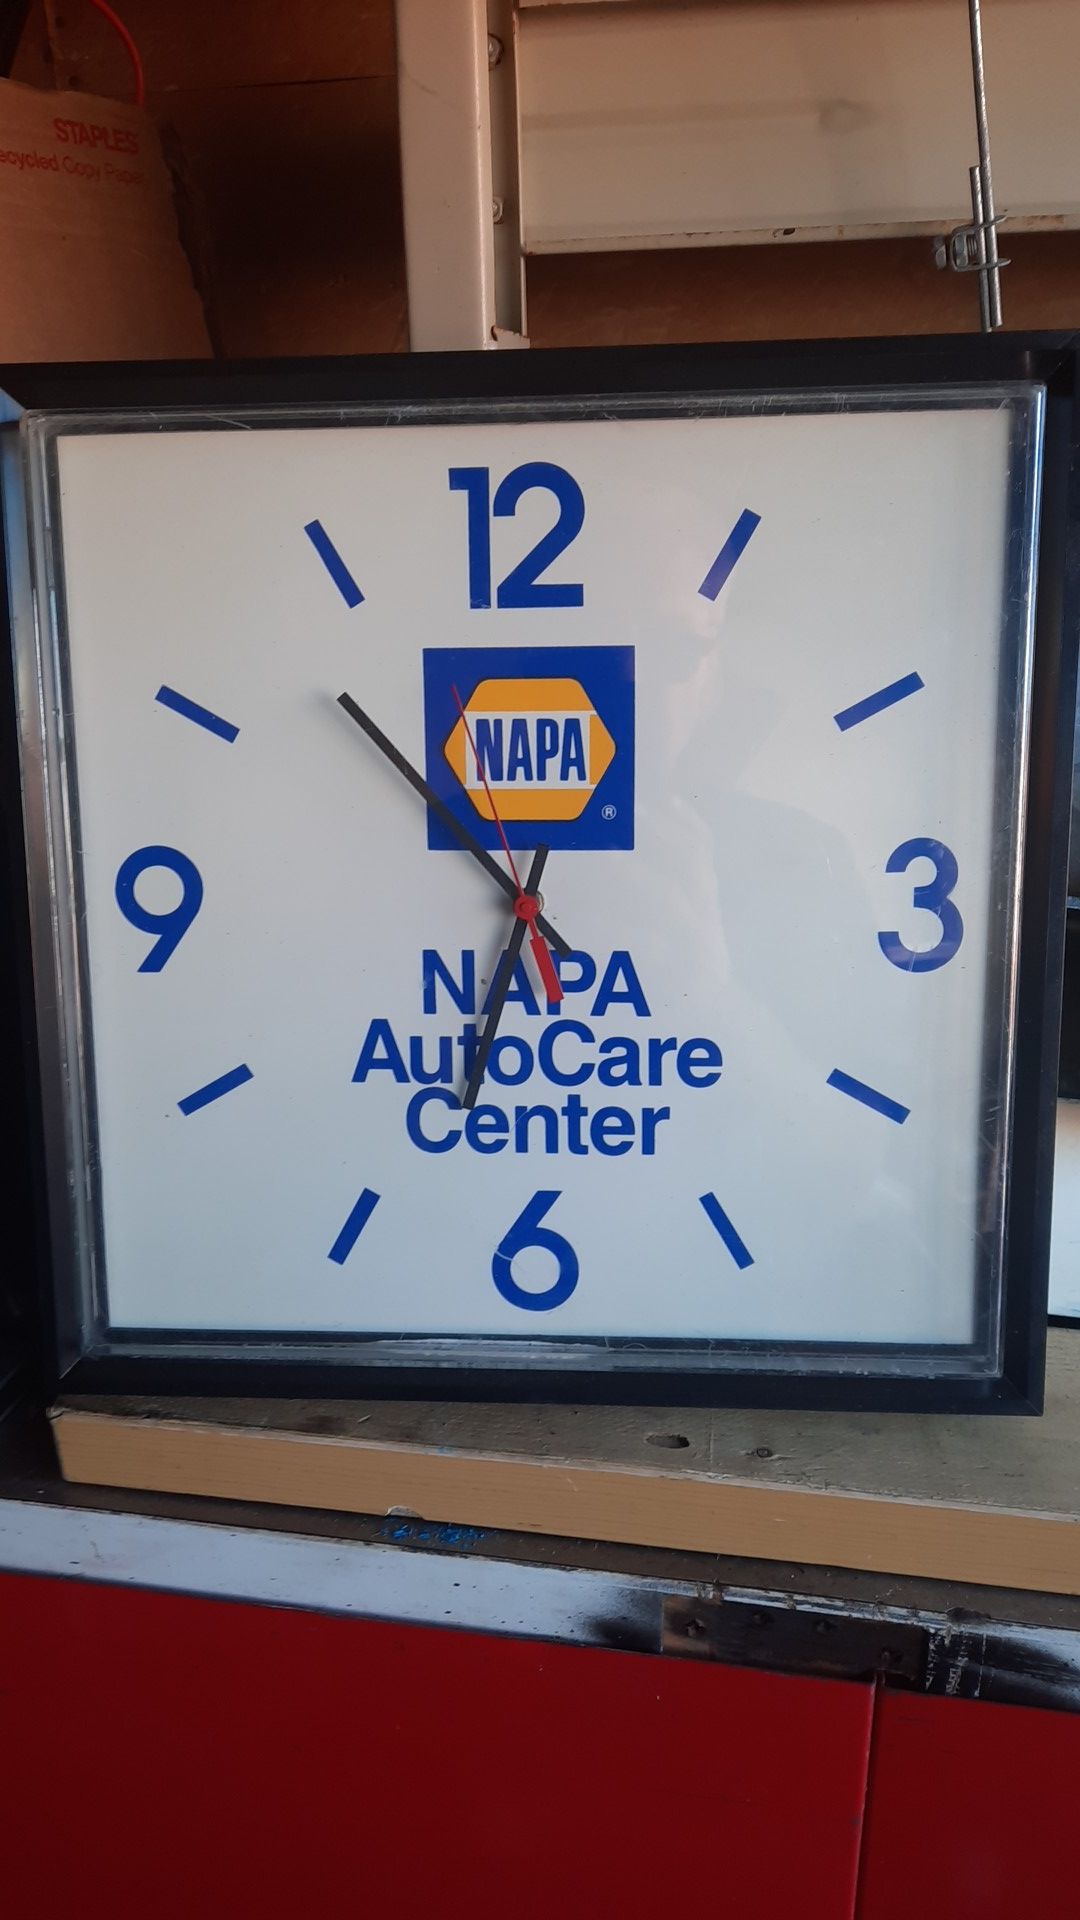 STAPLES
ecycled Copy Paper
12
NAPA
®
9
3
NAPA
AutoCare
Center
6